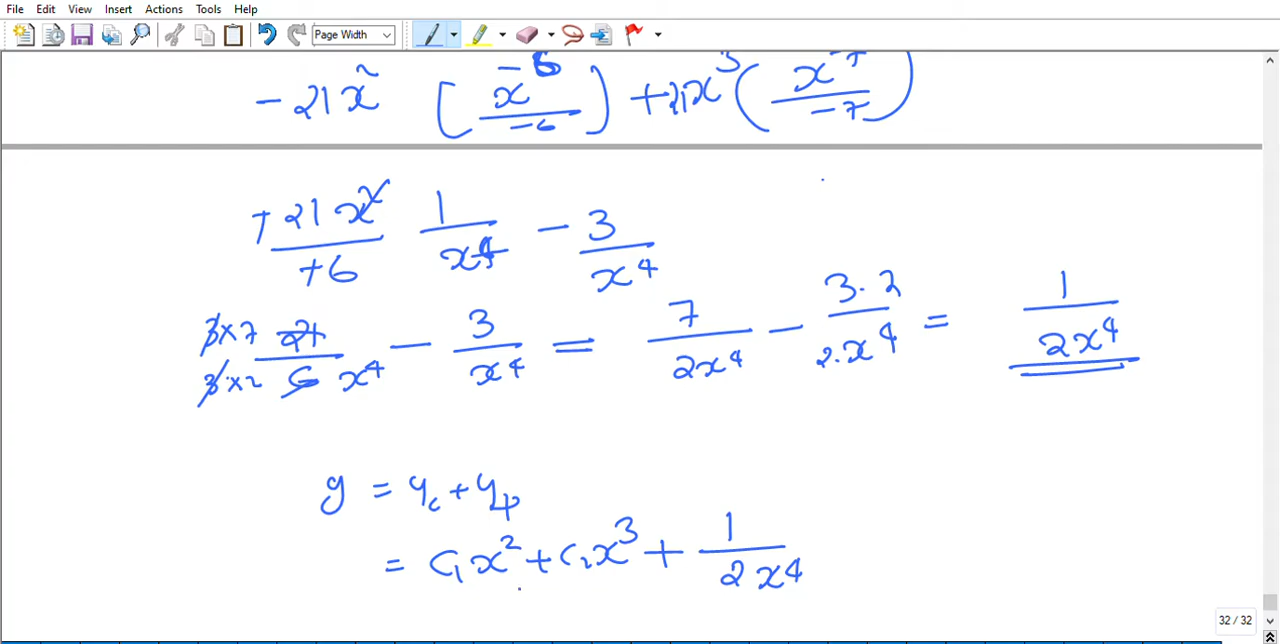 File Edit View Insert Actions Tools Help
Page Width
- 21x² [x⁻⁶/-6] + 21x³ (x⁻⁷/-7)
+21x²/+6 1/x⁴ - 3/x⁴
3×7 21/3×2 6 x⁴ - 3/x⁴ = 7/2x⁴ - 3·2/2·x⁴ = 1/2x⁴
y = y_c + y_p
= C₁x² + C₂x³ + 1/2x⁴
32 / 32